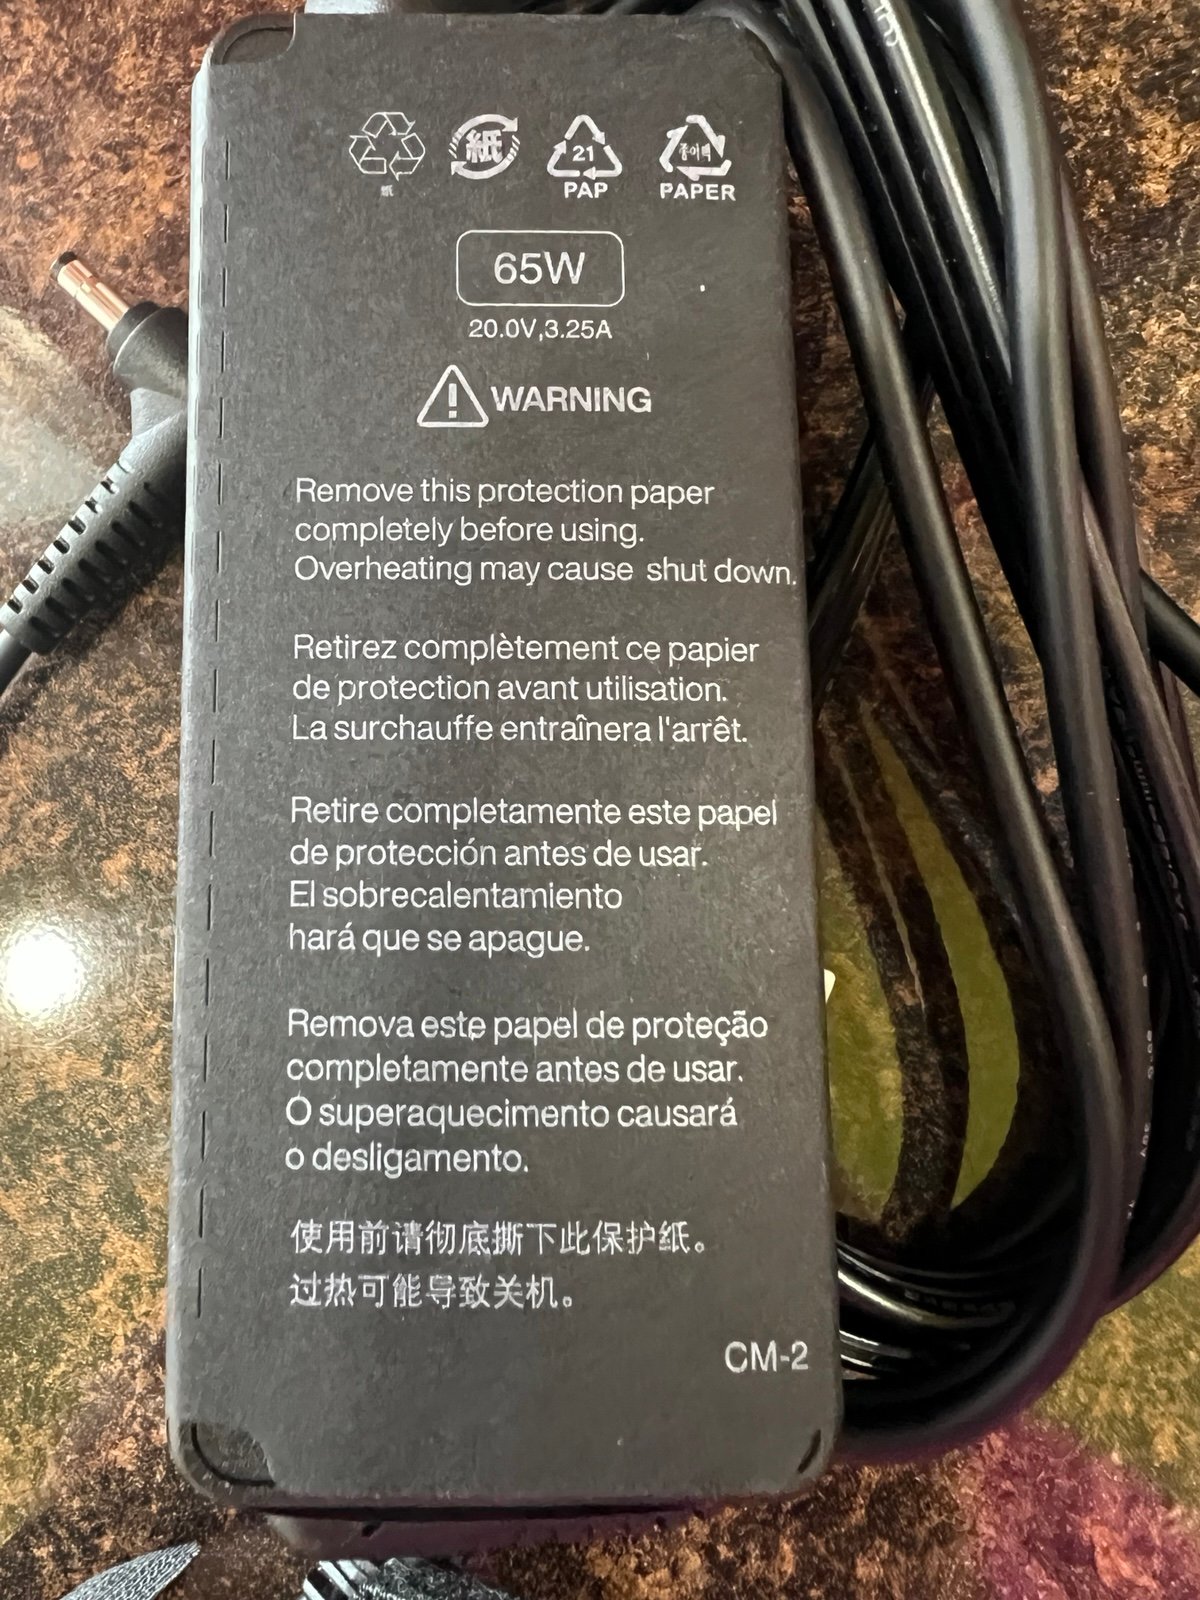 紙
21
종이팩
PAP
PAPER
65W
20.0V,3.25A
WARNING
Remove this protection paper
completely before using.
Overheating may cause shut down.
Retirez complètement ce papier
de protection avant utilisation.
La surchauffe entraînera l'arrêt.
Retire completamente este papel
de protección antes de usar.
El sobrecalentamiento
hará que se apague.
Remova este papel de proteção
completamente antes de usar.
O superaquecimento causará
o desligamento.
使用前请彻底撕下此保护纸。
过热可能导致关机。
CM-2